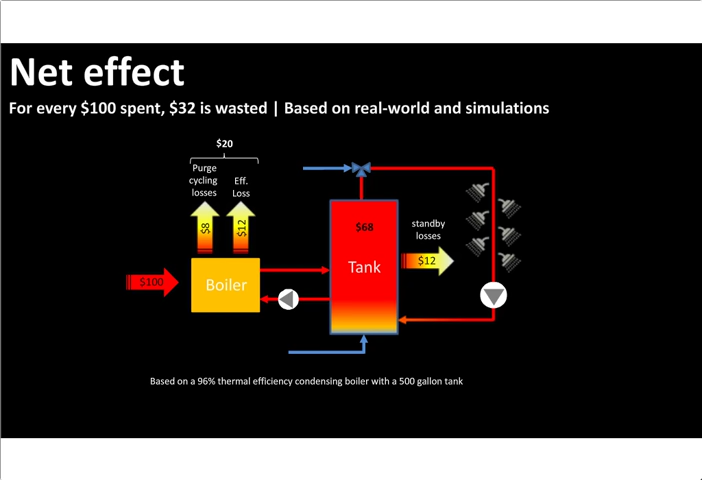 Net effect
For every $100 spent, $32 is wasted | Based on real-world and simulations
$20
Purge
cycling
losses
Eff.
Loss
$8
$12
$68
standby
losses
$12
Tank
$100
Boiler
Based on a 96% thermal efficiency condensing boiler with a 500 gallon tank